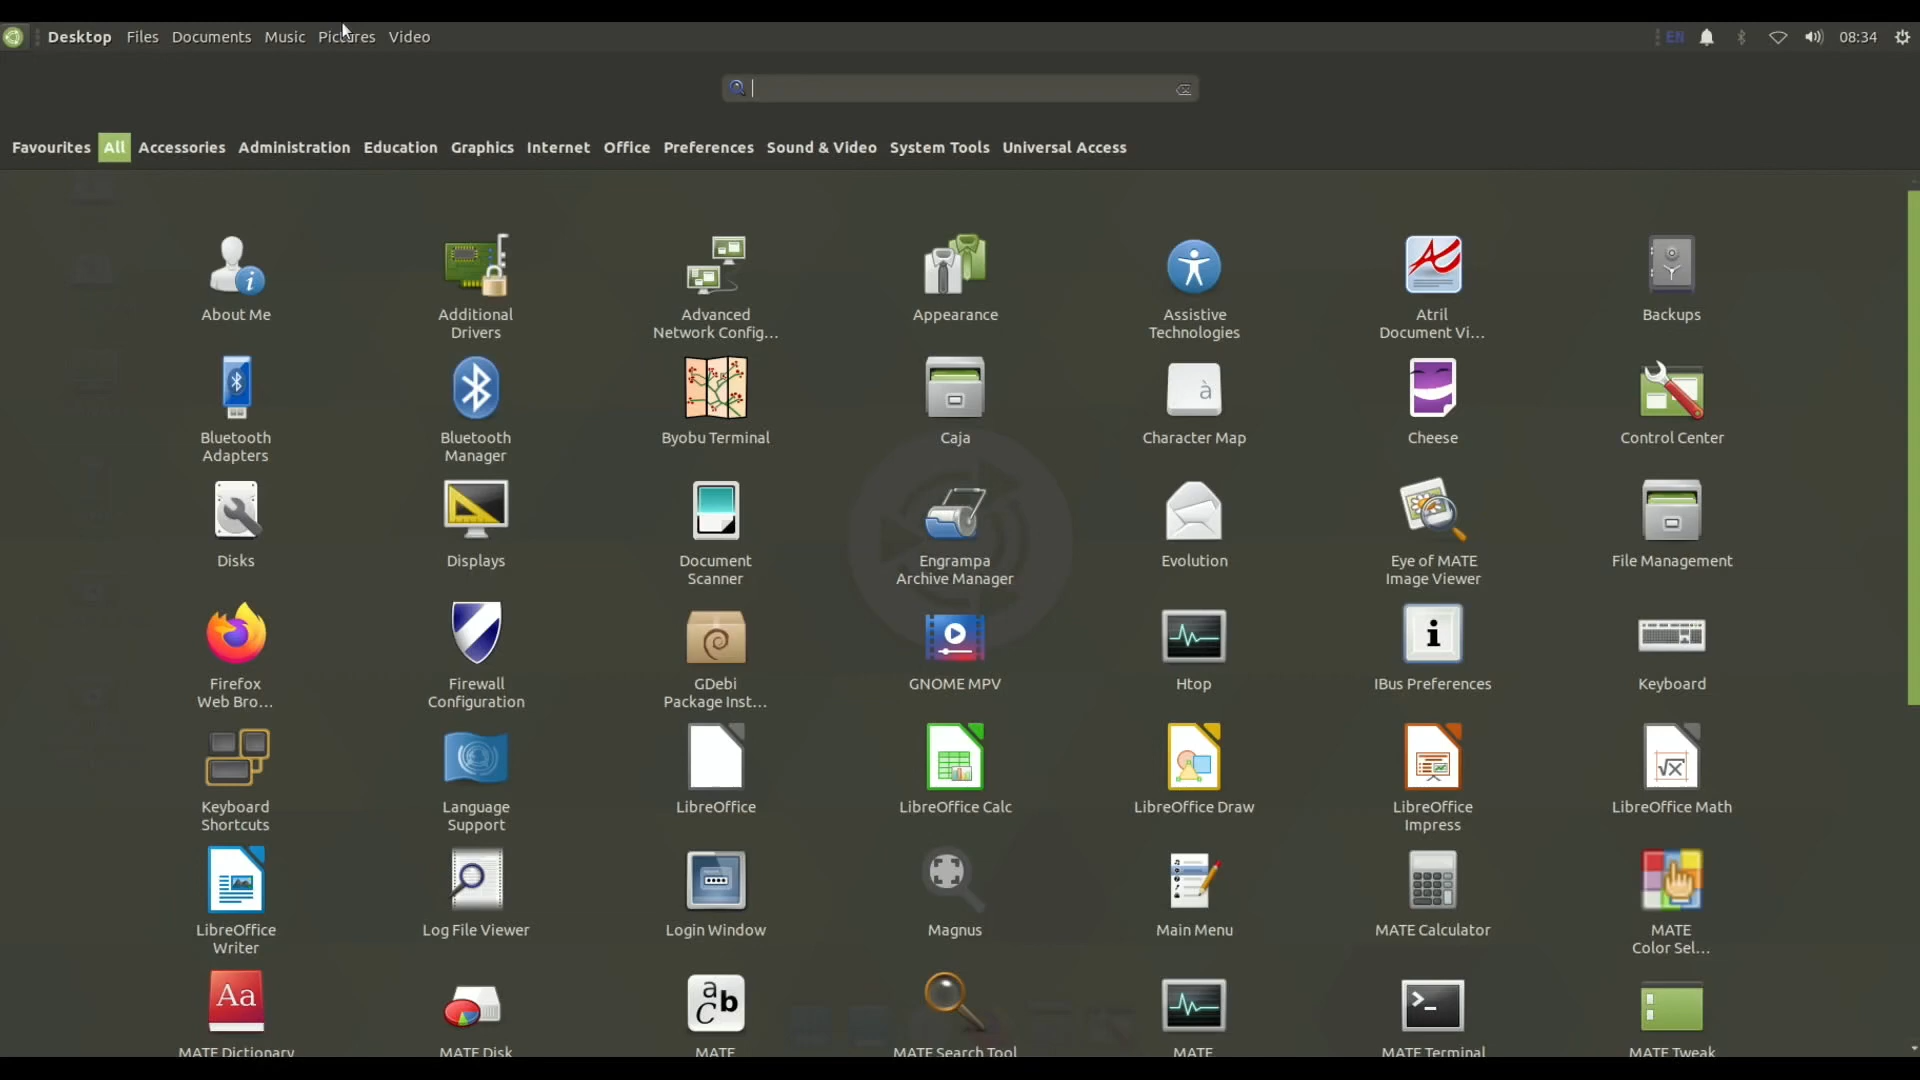 Desktop Files Documents Music Pictures Video EN 08:34
Favourites All Accessories Administration Education Graphics Internet Office Preferences Sound & Video System Tools Universal Access
About Me
Additional
Drivers
Advanced
Network Config...
Appearance
Assistive
Technologies
Atril
Document Vi...
Backups
Bluetooth
Adapters
Bluetooth
Manager
Byobu Terminal
Caja
à
Character Map
Cheese
Control Center
Disks
Displays
Document
Scanner
Engrampa
Archive Manager
Evolution
Eye of MATE
Image Viewer
File Management
Firefox
Web Bro...
Firewall
Configuration
GDebi
Package Inst...
GNOME MPV
Htop
i
IBus Preferences
Keyboard
Keyboard
Shortcuts
Language
Support
LibreOffice
LibreOffice Calc
LibreOffice Draw
LibreOffice
Impress
√x
LibreOffice Math
LibreOffice
Writer
Log File Viewer
Login Window
Magnus
Main Menu
MATE Calculator
MATE
Color Sel...
Aa
MATE Dictionary
MATE Disk
a
b
c
MATE
MATE Search Tool
MATE
>_
MATE Terminal
MATE Tweak